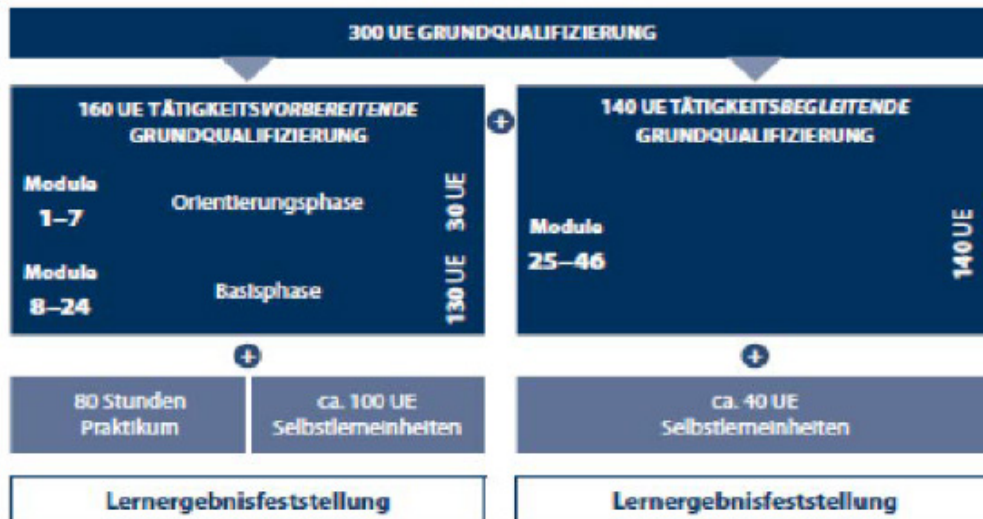 300 UE GRUNDQUALIFIZIERUNG
160 UE TÄTIGKEITSVORBEREITENDE
GRUNDQUALIFIZIERUNG
Module
1–7
Orientierungsphase
30 UE
Module
8–24
Basisphase
130 UE
+
140 UE TÄTIGKEITSBEGLEITENDE
GRUNDQUALIFIZIERUNG
Module
25–46
140 UE
+
80 Stunden
Praktikum
ca. 100 UE
Selbstlerneinheiten
+
ca. 40 UE
Selbstlerneinheiten
Lernergebnisfeststellung
Lernergebnisfeststellung